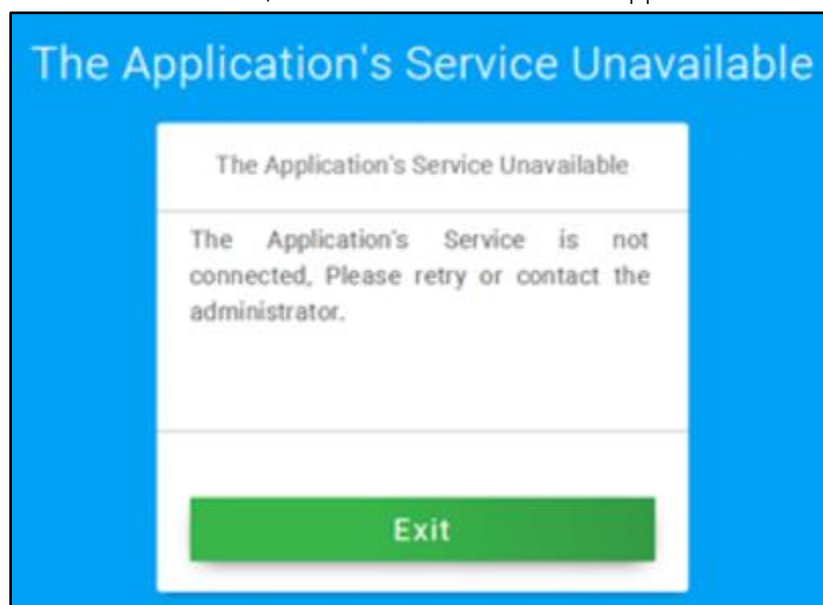 The Application's Service Unavailable
The Application's Service Unavailable
The Application's Service is not
connected, Please retry or contact the
administrator.
Exit